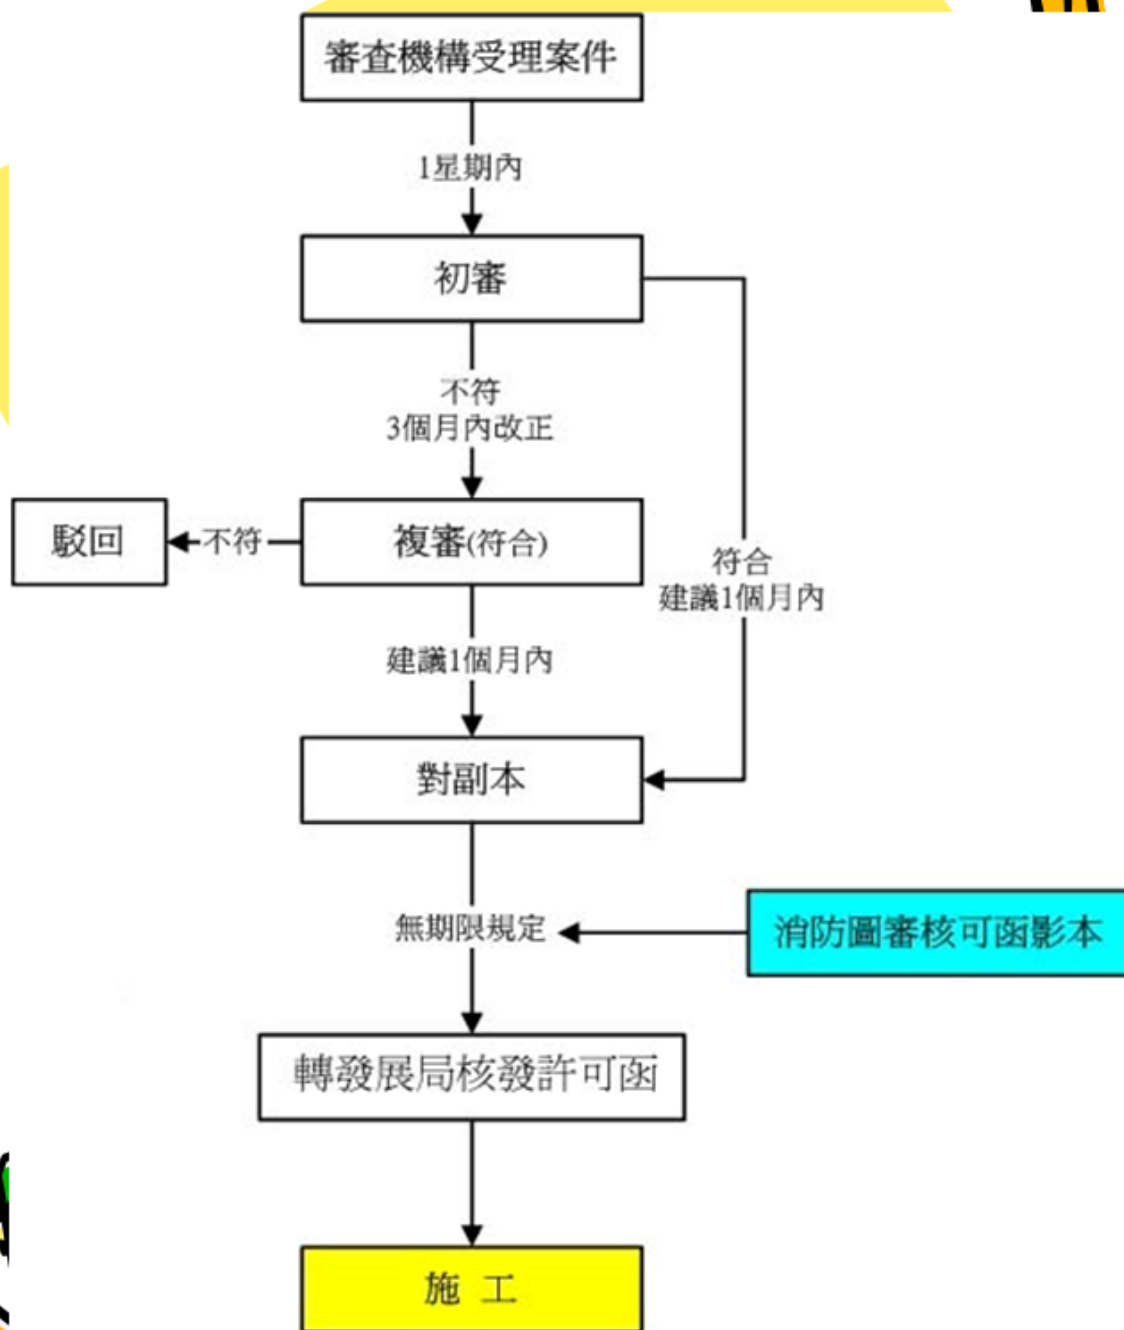 審查機構受理案件
1星期內
初審
不符
3個月內改正
駁回
不符
複審(符合)
符合
建議1個月內
建議1個月內
對副本
無期限規定
消防圖審核可函影本
轉發展局核發許可函
施 工